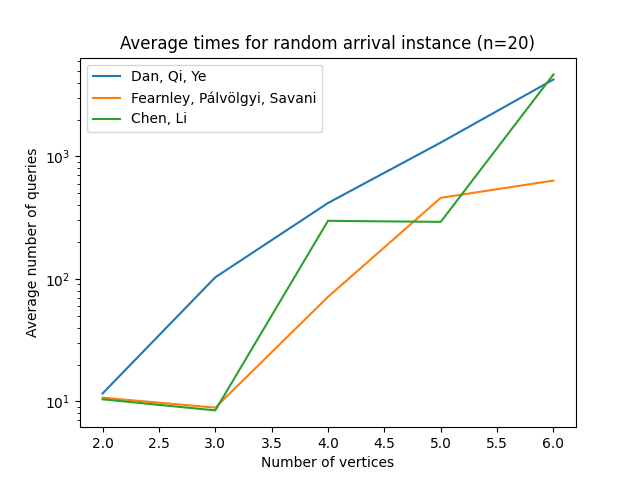 Average times for random arrival instance (n=20)
Dan, Qi, Ye
Fearnley, Pálvölgyi, Savani
Chen, Li
Average number of queries
10³
10²
10¹
2.0 2.5 3.0 3.5 4.0 4.5 5.0 5.5 6.0
Number of vertices